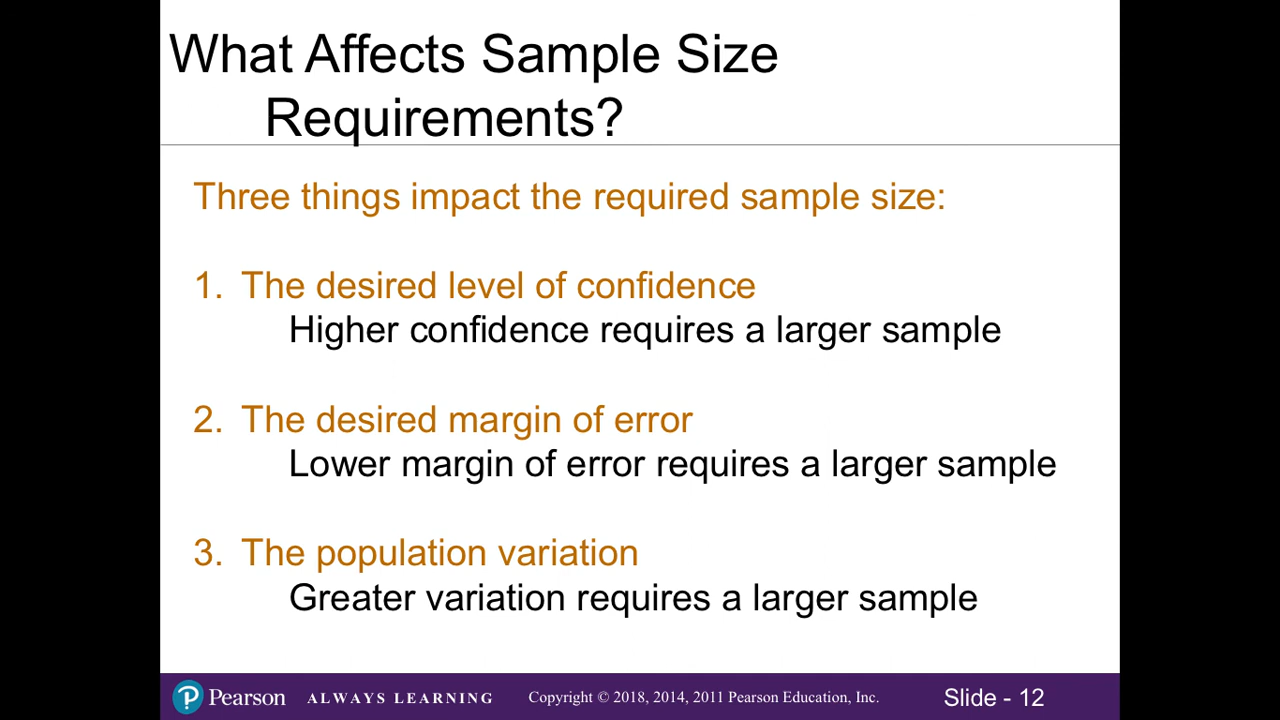 What Affects Sample Size
Requirements?
Three things impact the required sample size:
1. The desired level of confidence
Higher confidence requires a larger sample
2. The desired margin of error
Lower margin of error requires a larger sample
3. The population variation
Greater variation requires a larger sample
P Pearson ALWAYS LEARNING Copyright © 2018, 2014, 2011 Pearson Education, Inc. Slide - 12